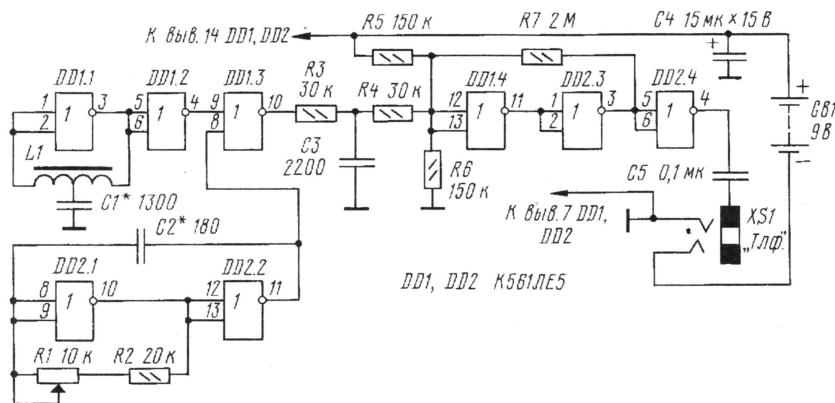 К выв. 14 DD1, DD2
R5 150 к
R7 2 М
C4 15 мк × 15 В
+
DD1.1
DD1.2
DD1.3
R3
30 к
R4 30 к
DD1.4
DD2.3
DD2.4
1
2
1
3
5
6
1
4
9
8
1
10
12
13
1
11
1
2
1
3
5
6
1
4
+
GB1
9В
–
L1
C1* 1300
C3
2200
R6
150 к
C5 0,1 мк
К выв. 7 DD1,
DD2
XS1
„Тлф."
C2* 180
DD2.1
DD2.2
8
9
1
10
12
13
1
11
DD1, DD2 К561ЛЕ5
R1 10 к
R2 20 к